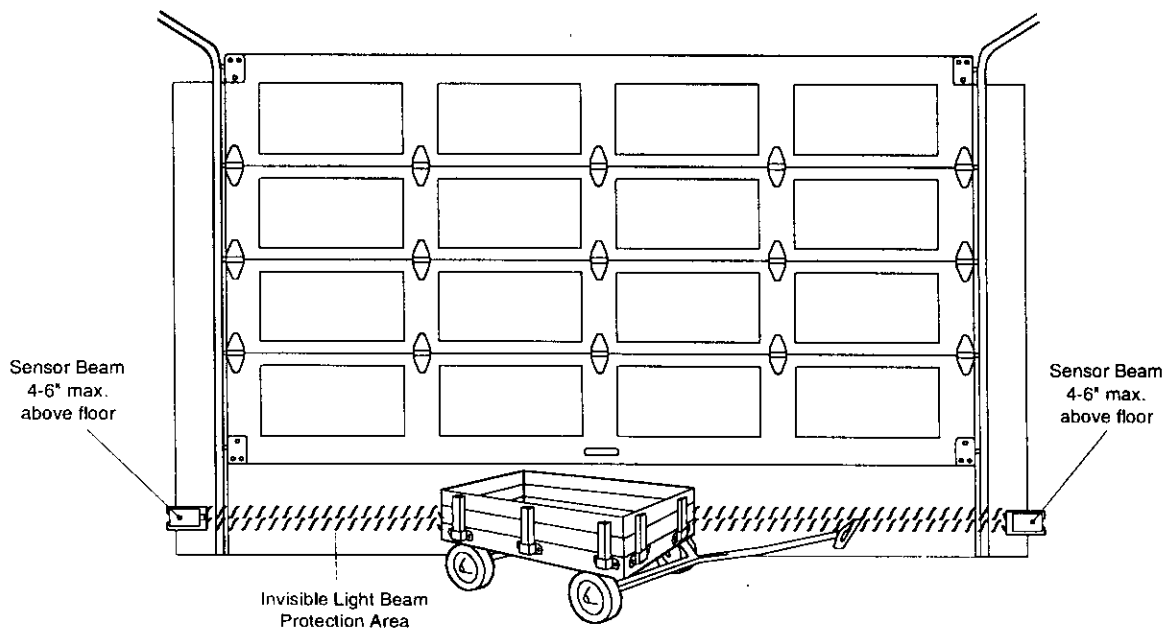 Sensor Beam
4-6" max.
above floor
Sensor Beam
4-6" max.
above floor
Invisible Light Beam
Protection Area